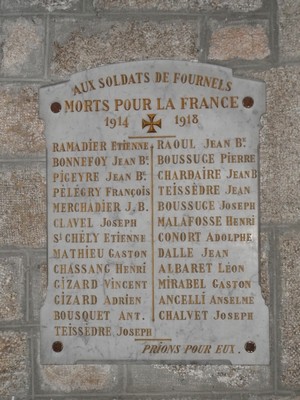 AUX SOLDATS DE FOURNELS
MORTS POUR LA FRANCE
1914 1918
RAMADIER ETIENNE
BONNEFOY JEAN Bt.
PIGEYRE JEAN Bt.
PÉLÉGRY FRANÇOIS
MERCHADIER J.B.
CLAVEL JOSEPH
St CHÉLY ETIENNE
MATHIEU GASTON
CHASSANG HENRI
GIZARD VINCENT
GIZARD ADRIEN
BOUSQUET ANT.
TEISSÈDRE JOSEPH
RAOUL JEAN Bt.
BOUSSUGE PIERRE
CHARDAIRE JEAN B
TEISSÈDRE JEAN
BOUSSUGE JOSEPH
MALAFOSSE HENRI
CONORT ADOLPHE
DALLE JEAN
ALBARET LÉON
MIRABEL GASTON
ANCELLI ANSELME
CHALVET JOSEPH
PRIONS POUR EUX.